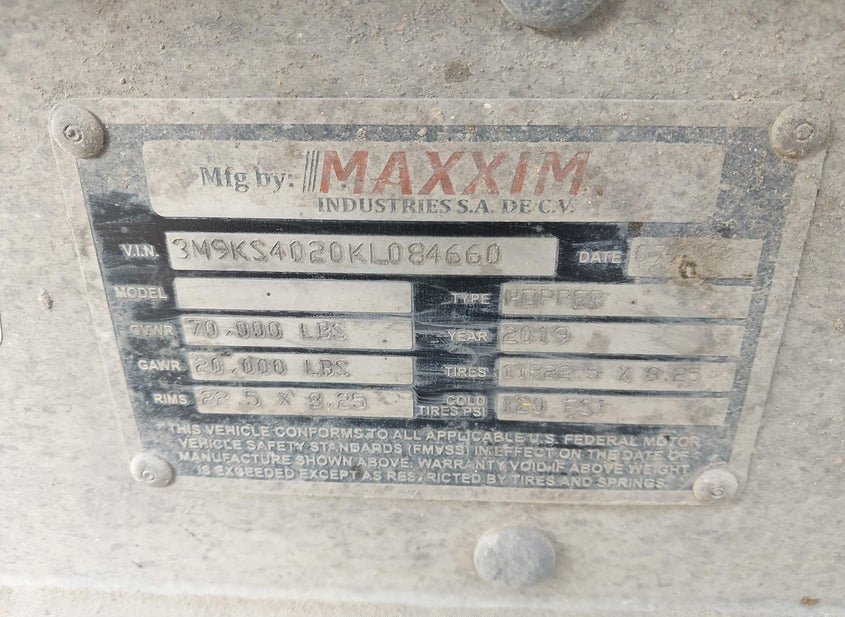 Mfg by: MAXXIM
INDUSTRIES S.A. DE C.V.
V.I.N. 3M9KS4020KL084660 DATE
MODEL TYPE HOPPER
GVWR 70.000 LBS YEAR 2019
GAWR 20.000 LBS TIRES 11R22.5 X 8.25
RIMS 22.5 X 8.25 COLD TIRES PSI 120 PSI
THIS VEHICLE CONFORMS TO ALL APPLICABLE U.S. FEDERAL MOTOR
VEHICLE SAFETY STANDARDS (FMVSS) IN EFFECT ON THE DATE OF
MANUFACTURE SHOWN ABOVE. WARRANTY VOID IF ABOVE WEIGHT
IS EXCEEDED EXCEPT AS RESTRICTED BY TIRES AND SPRINGS.